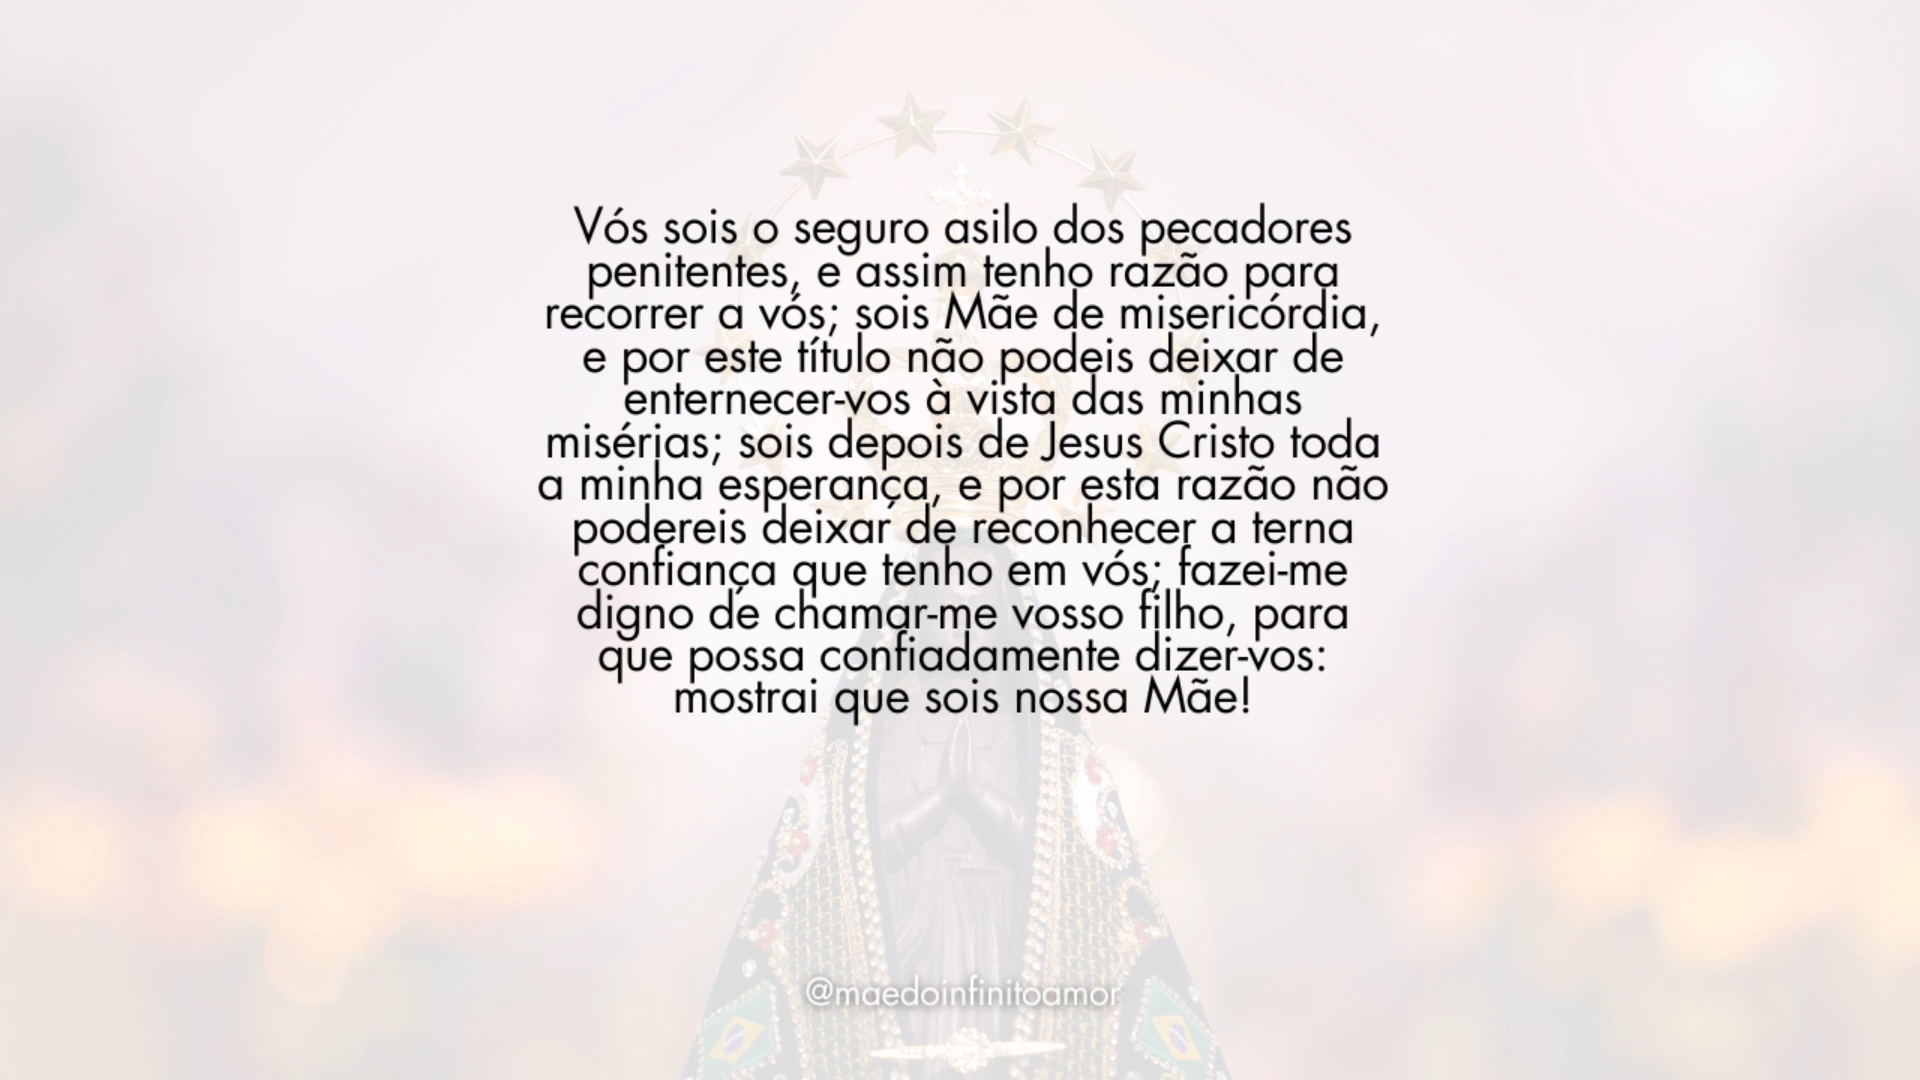 Vós sois o seguro asilo dos pecadores
penitentes, e assim tenho razão para
recorrer a vós; sois Mãe de misericórdia,
e por este título não podeis deixar de
enternecer-vos à vista das minhas
misérias; sois depois de Jesus Cristo toda
a minha esperança, e por esta razão não
podereis deixar de reconhecer a terna
confiança que tenho em vós; fazei-me
digno de chamar-me vosso filho, para
que possa confiadamente dizer-vos:
mostrai que sois nossa Mãe!
@maedoinfinitoamor